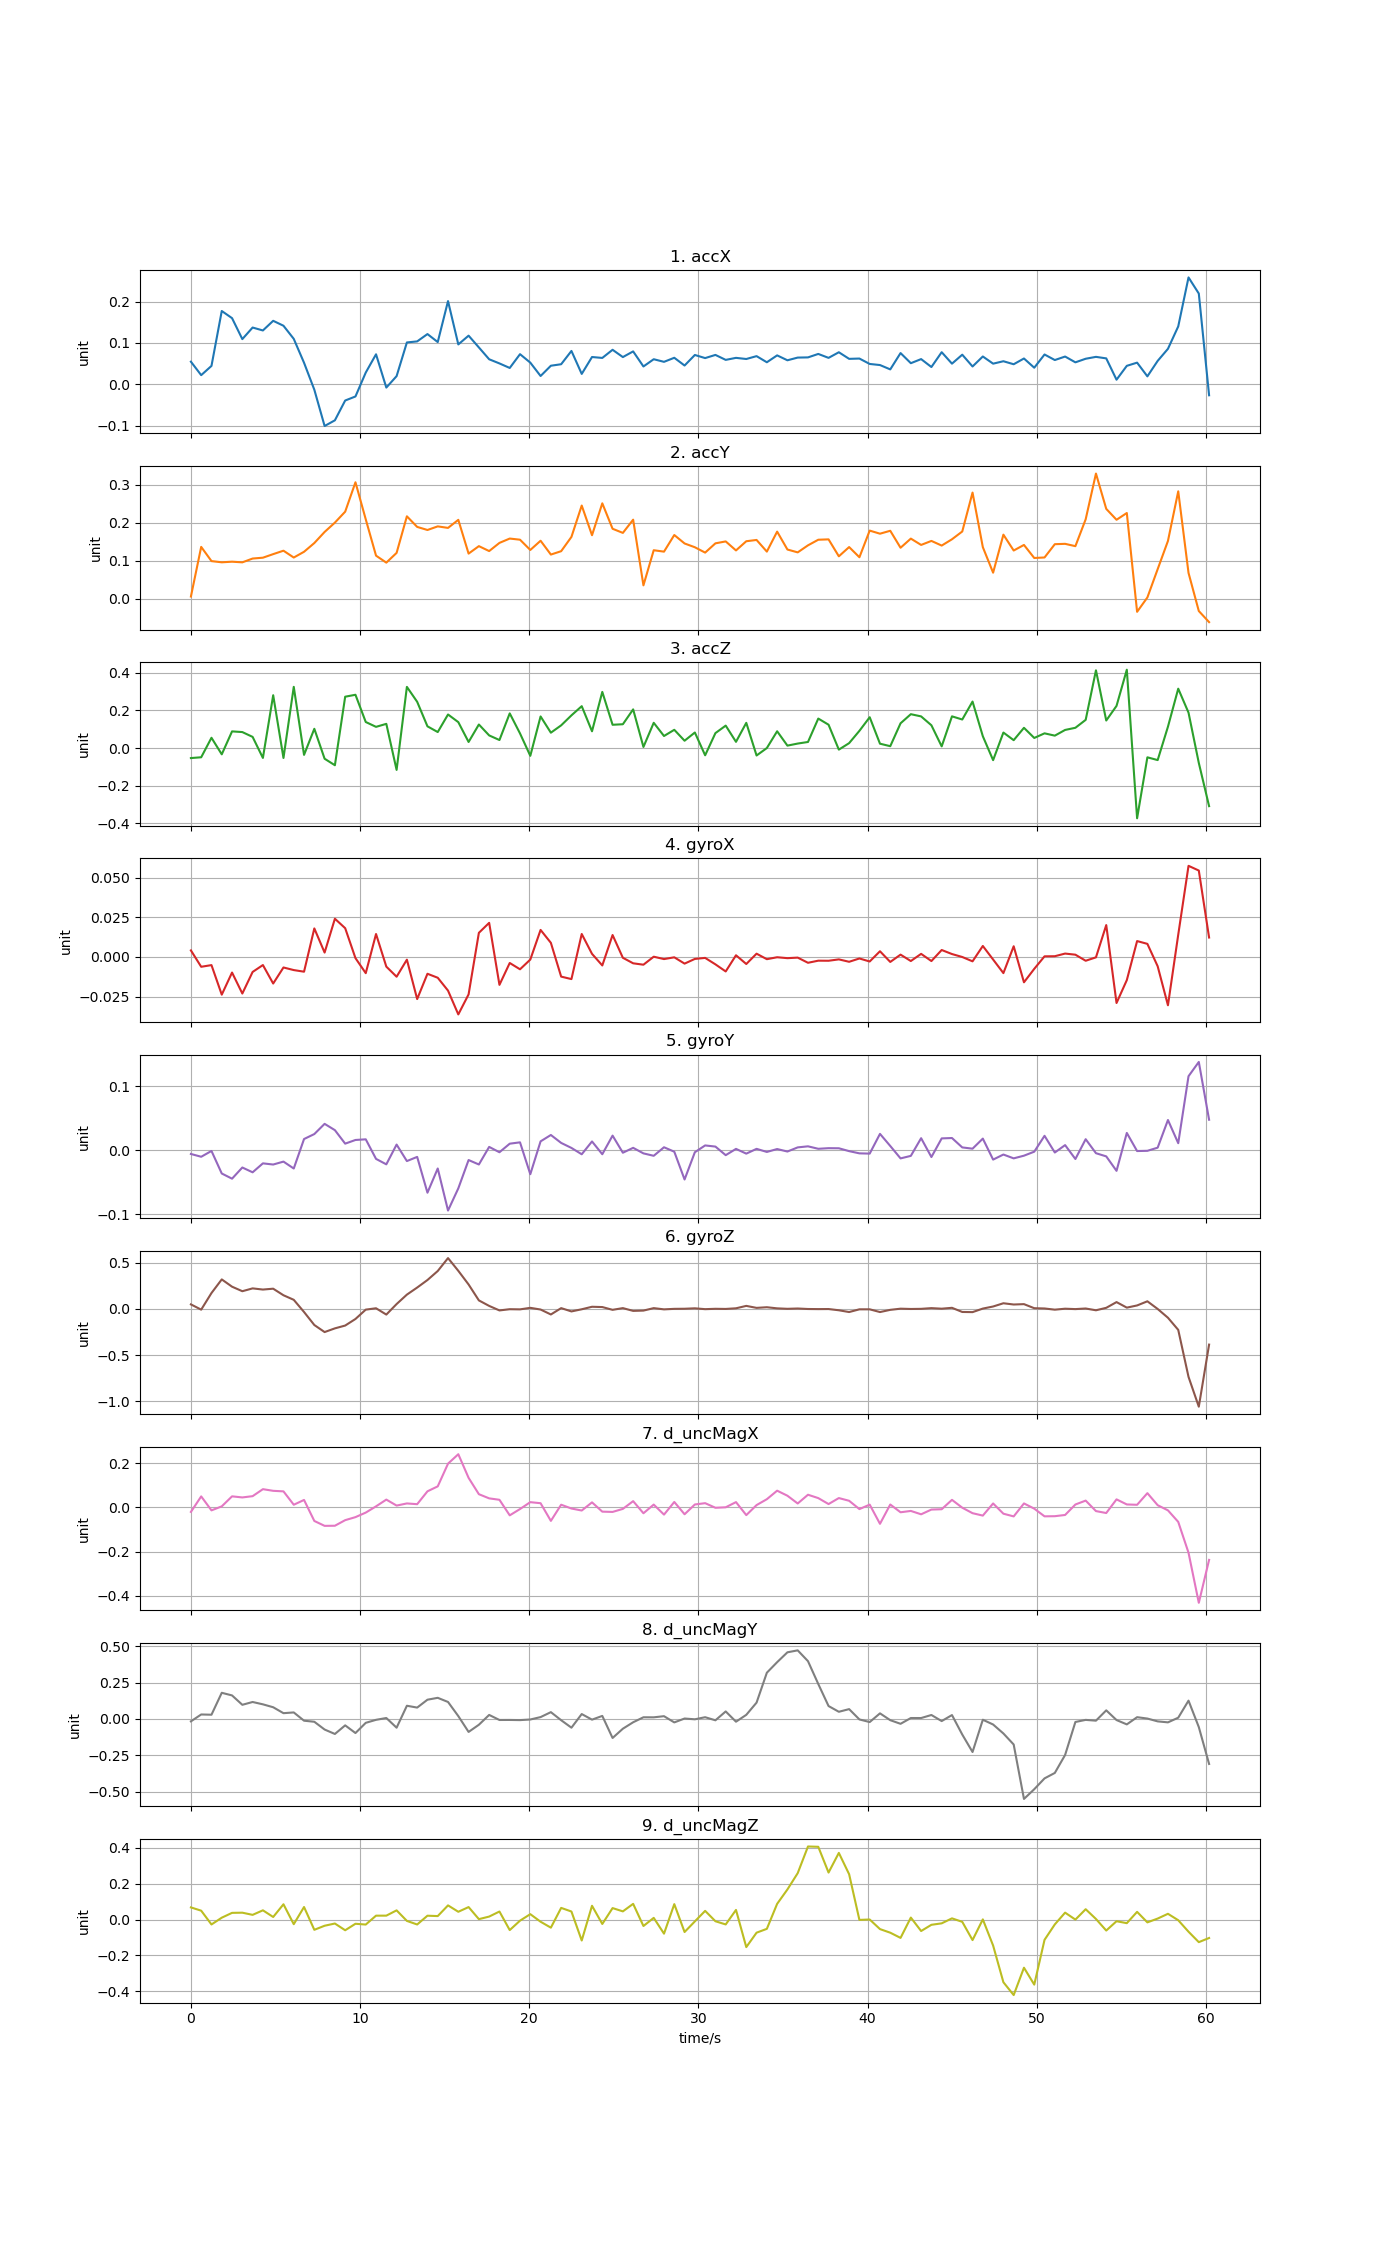 1. accX
0.2
0.1
0.0
−0.1
unit
2. accY
0.3
0.2
0.1
0.0
unit
3. accZ
0.4
0.2
0.0
−0.2
−0.4
unit
4. gyroX
0.050
0.025
0.000
−0.025
unit
5. gyroY
0.1
0.0
−0.1
unit
6. gyroZ
0.5
0.0
−0.5
−1.0
unit
7. d_uncMagX
0.2
0.0
−0.2
−0.4
unit
8. d_uncMagY
0.50
0.25
0.00
−0.25
−0.50
unit
9. d_uncMagZ
0.4
0.2
0.0
−0.2
−0.4
unit
0 10 20 30 40 50 60
time/s